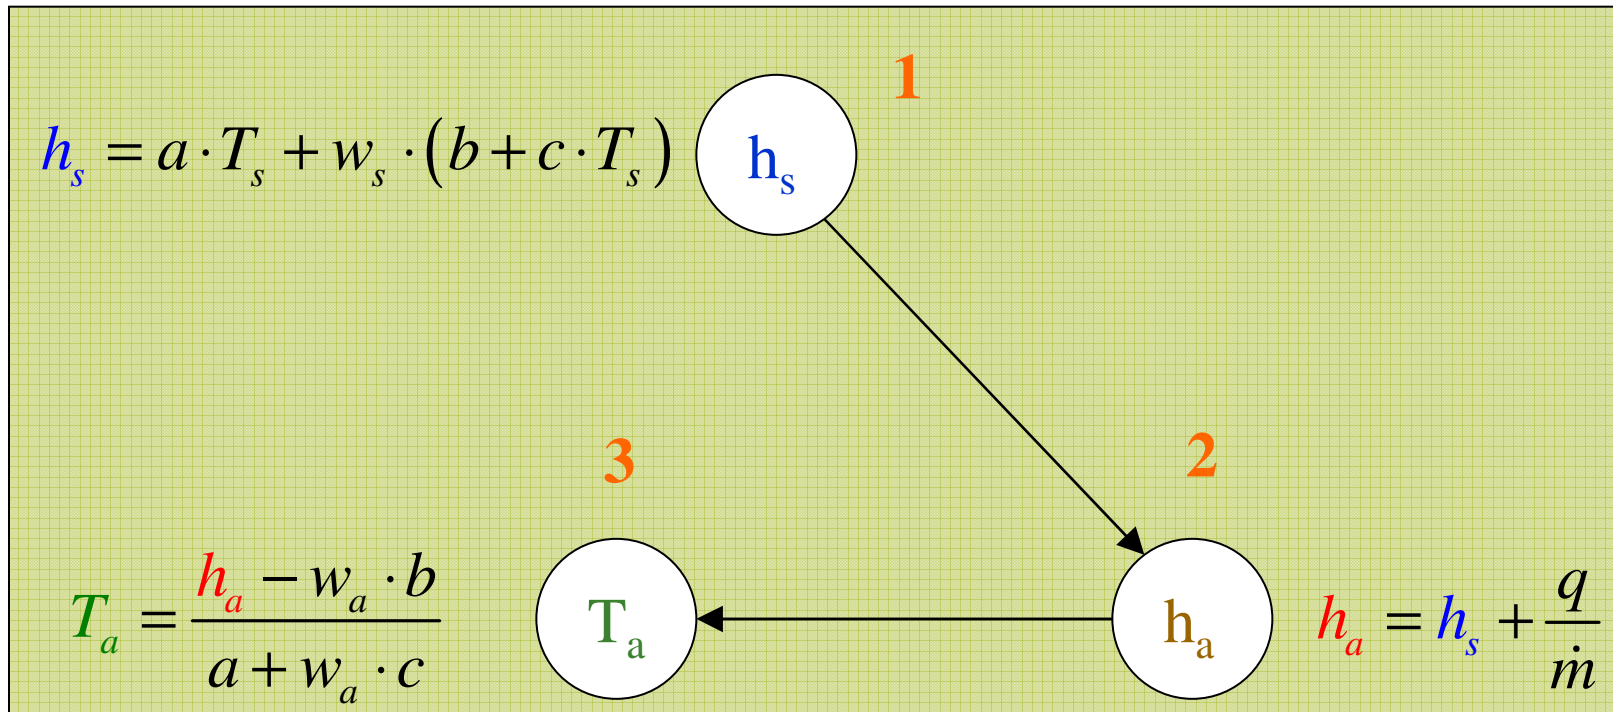 1
h_s = a · T_s + w_s · (b + c · T_s)
h_s
3
2
T_a = (h_a − w_a · b) / (a + w_a · c)
T_a
h_a
h_a = h_s + q / ṁ